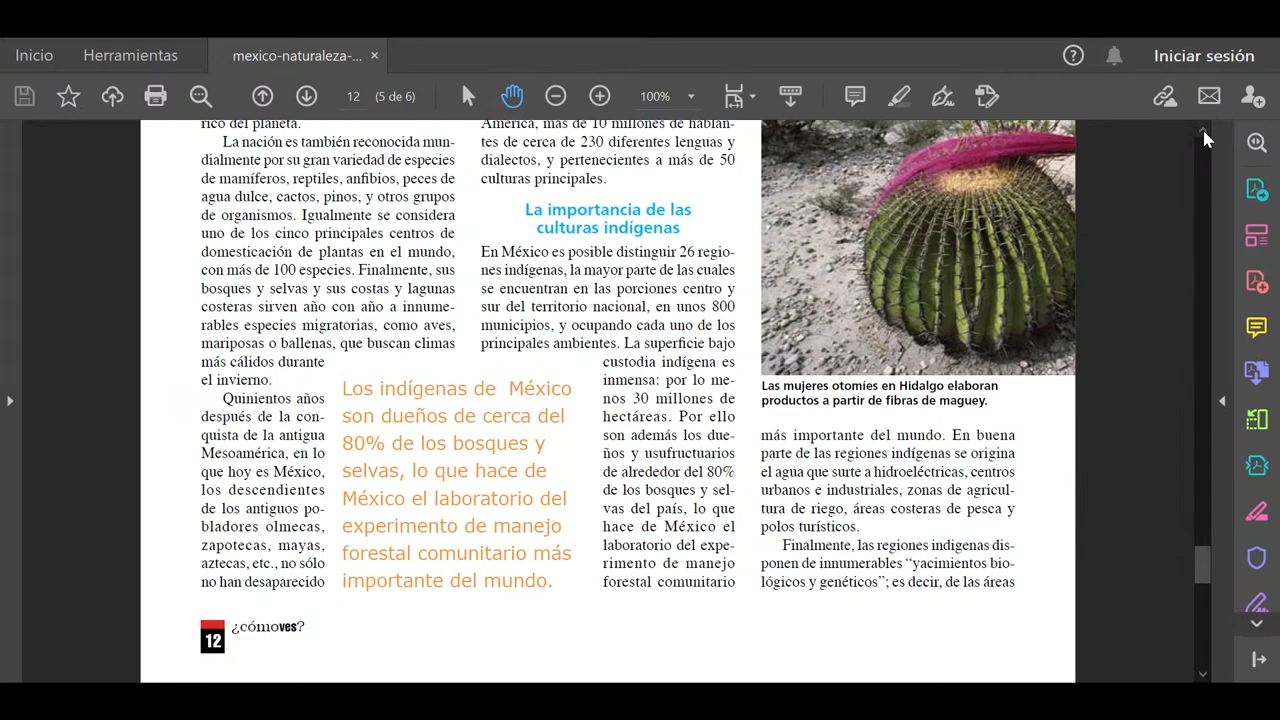 Inicio
Herramientas
mexico-naturaleza-...
Iniciar sesión
12
(5 de 6)
100%
rico del planeta.
La nación es también reconocida mun-
dialmente por su gran variedad de especies
de mamíferos, reptiles, anfibios, peces de
agua dulce, cactos, pinos, y otros grupos
de organismos. Igualmente se considera
uno de los cinco principales centros de
domesticación de plantas en el mundo,
con más de 100 especies. Finalmente, sus
bosques y selvas y sus costas y lagunas
costeras sirven año con año a innume-
rables especies migratorias, como aves,
mariposas o ballenas, que buscan climas
más cálidos durante
el invierno.
Quinientos años
después de la con-
quista de la antigua
Mesoamérica, en lo
que hoy es México,
los descendientes
de los antiguos po-
bladores olmecas,
zapotecas, mayas,
aztecas, etc., no sólo
no han desaparecido
Los indígenas de México
son dueños de cerca del
80% de los bosques y
selvas, lo que hace de
México el laboratorio del
experimento de manejo
forestal comunitario más
importante del mundo.
América, más de 10 millones de hablan-
tes de cerca de 230 diferentes lenguas y
dialectos, y pertenecientes a más de 50
culturas principales.
La importancia de las
culturas indígenas
En México es posible distinguir 26 regio-
nes indígenas, la mayor parte de las cuales
se encuentran en las porciones centro y
sur del territorio nacional, en unos 800
municipios, y ocupando cada uno de los
principales ambientes. La superficie bajo
custodia indígena es
inmensa: por lo me-
nos 30 millones de
hectáreas. Por ello
son además los due-
ños y usufructuarios
de alrededor del 80%
de los bosques y sel-
vas del país, lo que
hace de México el
laboratorio del expe-
rimento de manejo
forestal comunitario
Las mujeres otomíes en Hidalgo elaboran
productos a partir de fibras de maguey.
más importante del mundo. En buena
parte de las regiones indígenas se origina
el agua que surte a hidroeléctricas, centros
urbanos e industriales, zonas de agricul-
tura de riego, áreas costeras de pesca y
polos turísticos.
Finalmente, las regiones indigenas dis-
ponen de innumerables “yacimientos bio-
lógicos y genéticos”; es decir, de las áreas
12
¿cómoves?